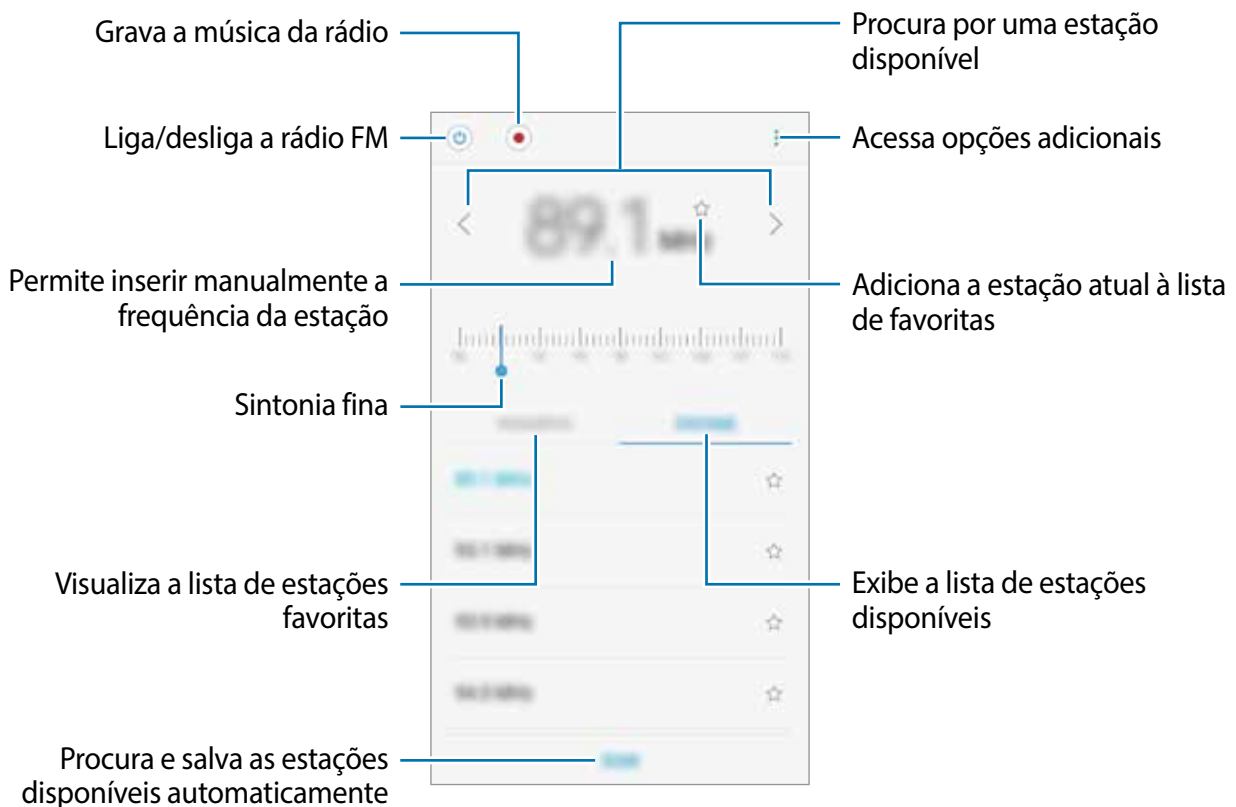 Grava a música da rádio
Procura por uma estação
disponível
Liga/desliga a rádio FM
Acessa opções adicionais
89.1
Permite inserir manualmente a
frequência da estação
Adiciona a estação atual à lista
de favoritas
Sintonia fina
Visualiza a lista de estações
favoritas
Exibe a lista de estações
disponíveis
Procura e salva as estações
disponíveis automaticamente